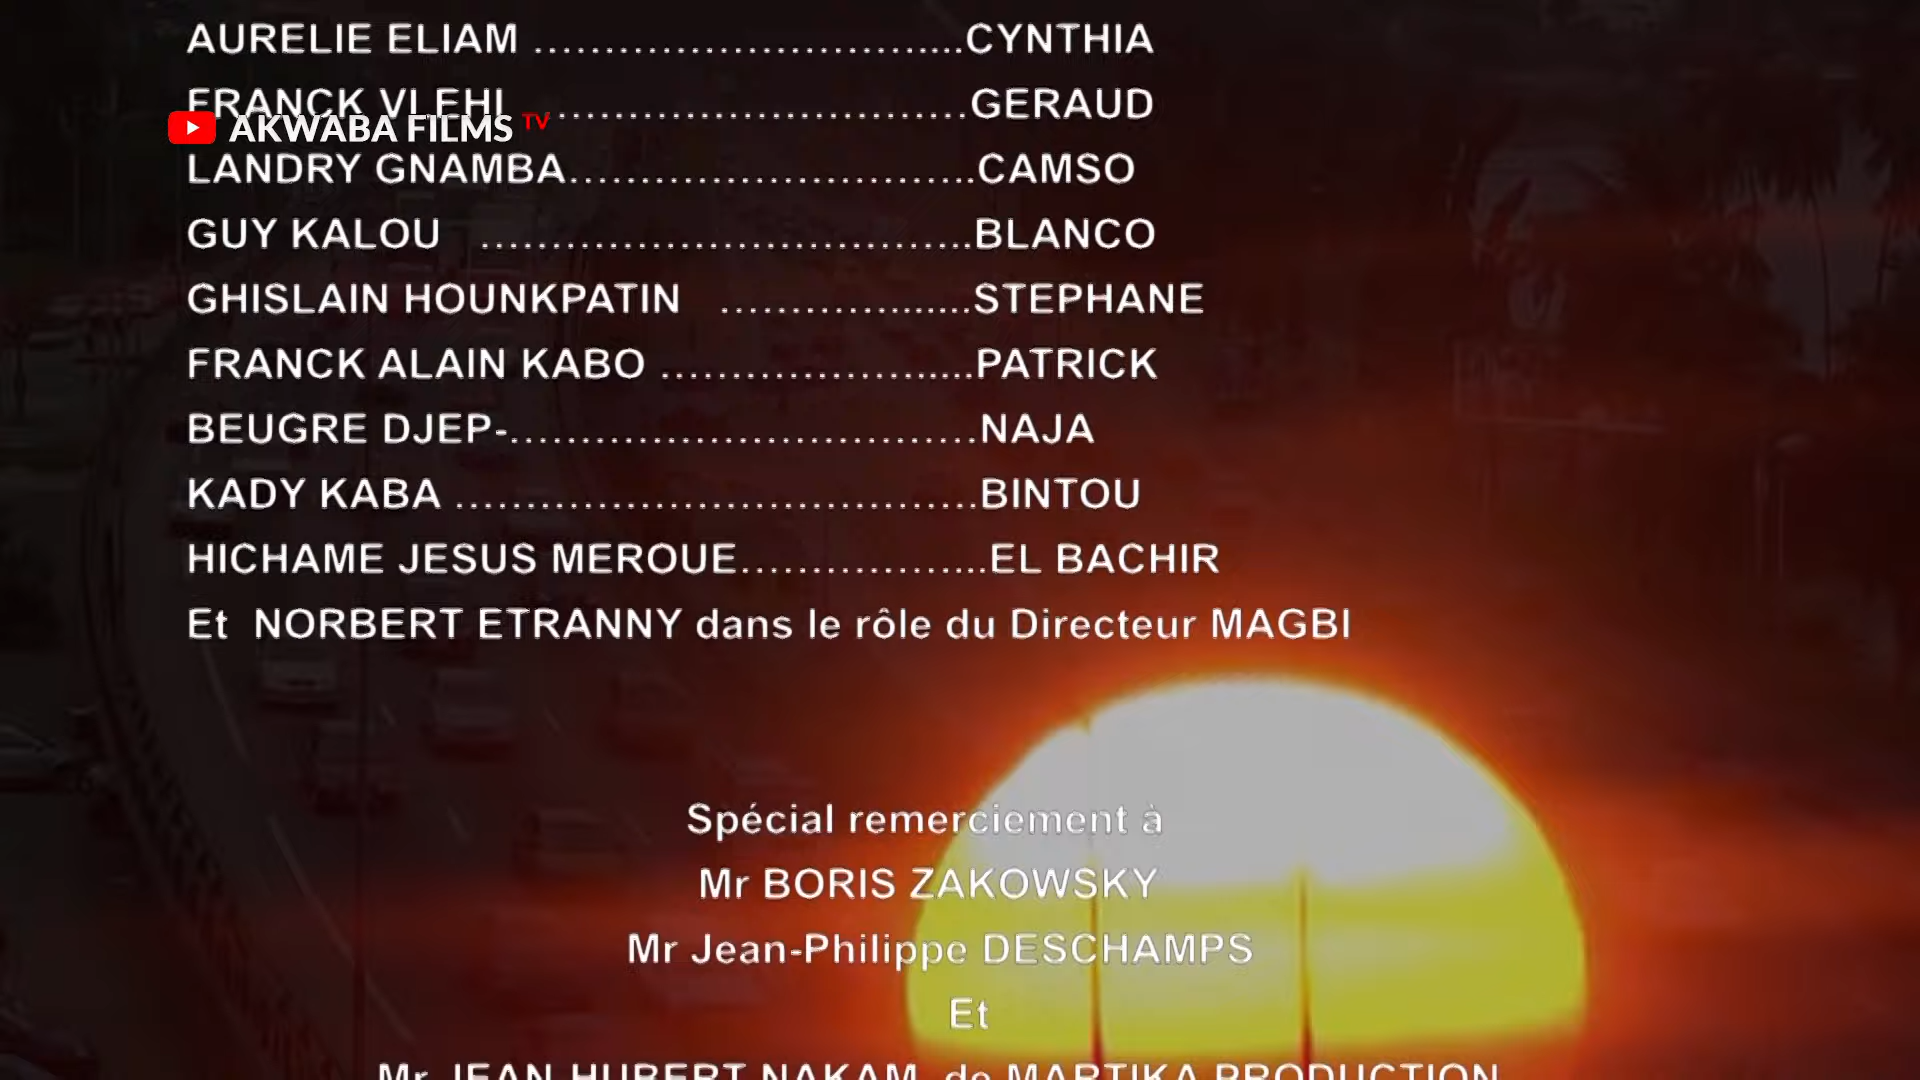 AURELIE ELIAM ..............................CYNTHIA
FRANCK VLEHI ..............................GERAUD
AKWABA FILMS TV
LANDRY GNAMBA.............................CAMSO
GUY KALOU ...................................BLANCO
GHISLAIN HOUNKPATIN ..................STEPHANE
FRANCK ALAIN KABO ......................PATRICK
BEUGRE DJEP-.................................NAJA
KADY KABA .....................................BINTOU
HICHAME JESUS MEROUE..................EL BACHIR
Et NORBERT ETRANNY dans le rôle du Directeur MAGBI
Spécial remerciement à
Mr BORIS ZAKOWSKY
Mr Jean-Philippe DESCHAMPS
Et
Mr JEAN HUBERT NAKAM de MARTIKA PRODUCTION